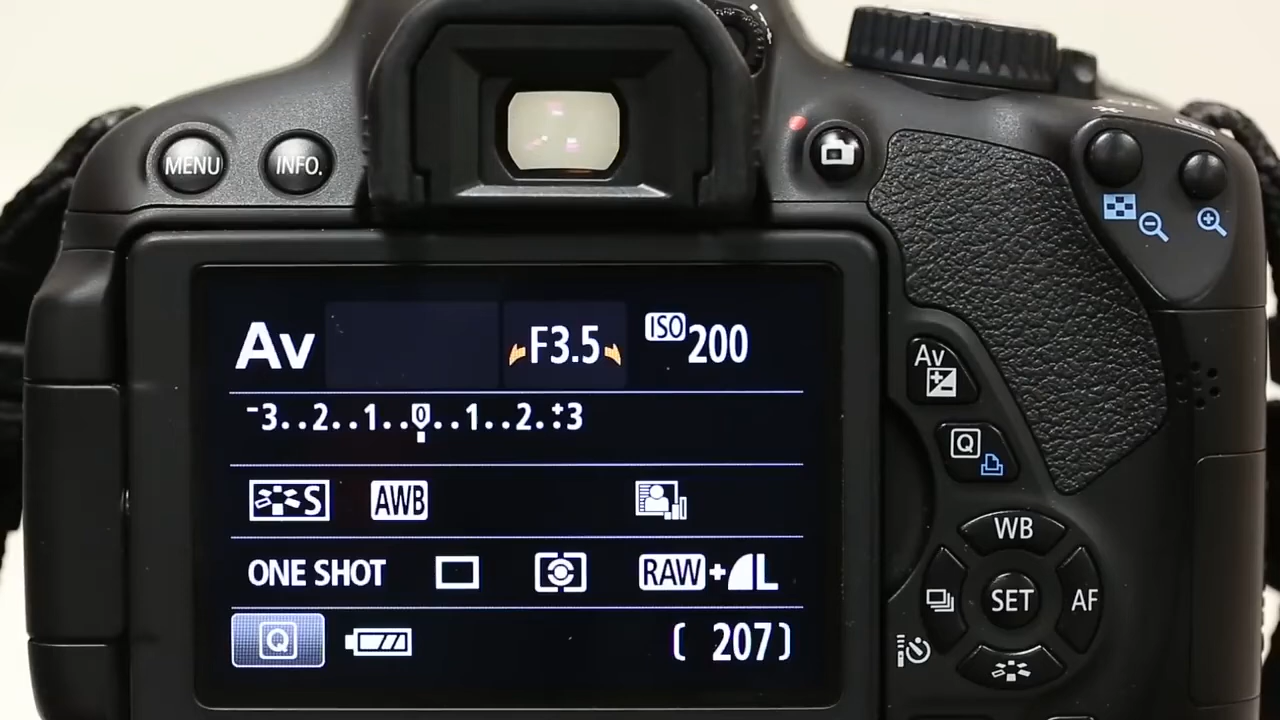 MENU INFO.
Av F3.5 ISO 200
-3..2..1..0..1..2.+3
S AWB
ONE SHOT RAW+L
Q [ 207]
Av
Q
WB
SET AF